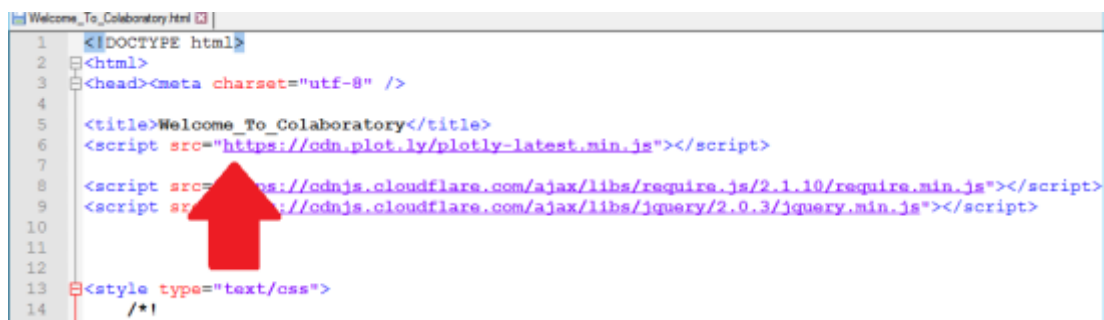 Welcome_To_Colaboratory.html
1 <!DOCTYPE html>
2 <html>
3 <head><meta charset="utf-8" />
4
5 <title>Welcome_To_Colaboratory</title>
6 <script src="https://cdn.plot.ly/plotly-latest.min.js"></script>
7
8 <script src= s://cdnjs.cloudflare.com/ajax/libs/require.js/2.1.10/require.min.js"></script>
9 <script sr ://cdnjs.cloudflare.com/ajax/libs/jquery/2.0.3/jquery.min.js"></script>
10
11
12
13 <style type="text/css">
14 /*!